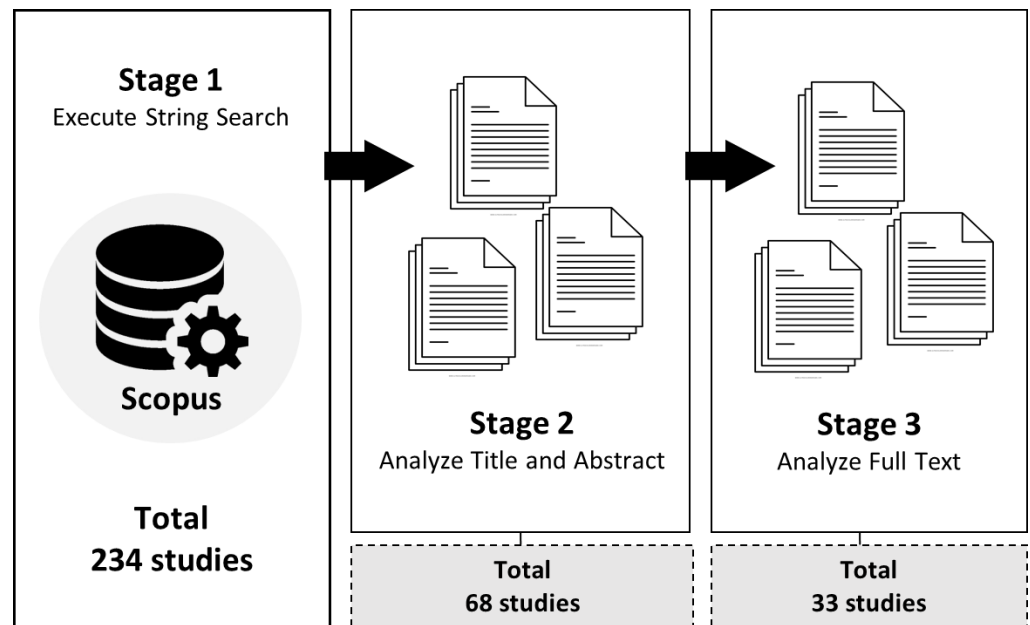 Stage 1
Execute String Search
Scopus
Total
234 studies
Stage 2
Analyze Title and Abstract
Total
68 studies
Stage 3
Analyze Full Text
Total
33 studies